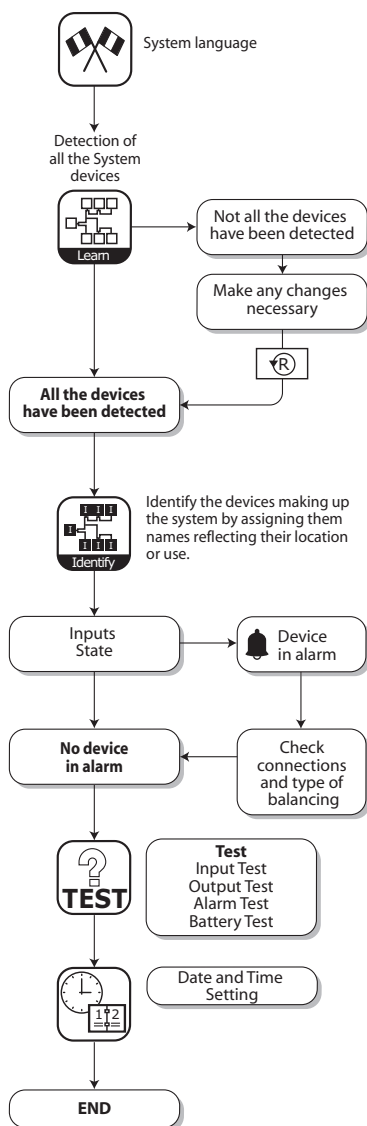 System language
Detection of
all the System
devices
Learn
Not all the devices
have been detected
Make any changes
necessary
R
All the devices
have been detected
I I I
I
I I I
Identify
Identify the devices making up
the system by assigning them
names reflecting their location
or use.
Inputs
State
Device
in alarm
No device
in alarm
Check
connections
and type of
balancing
?
TEST
Test
Input Test
Output Test
Alarm Test
Battery Test
1 2
Date and Time
Setting
END